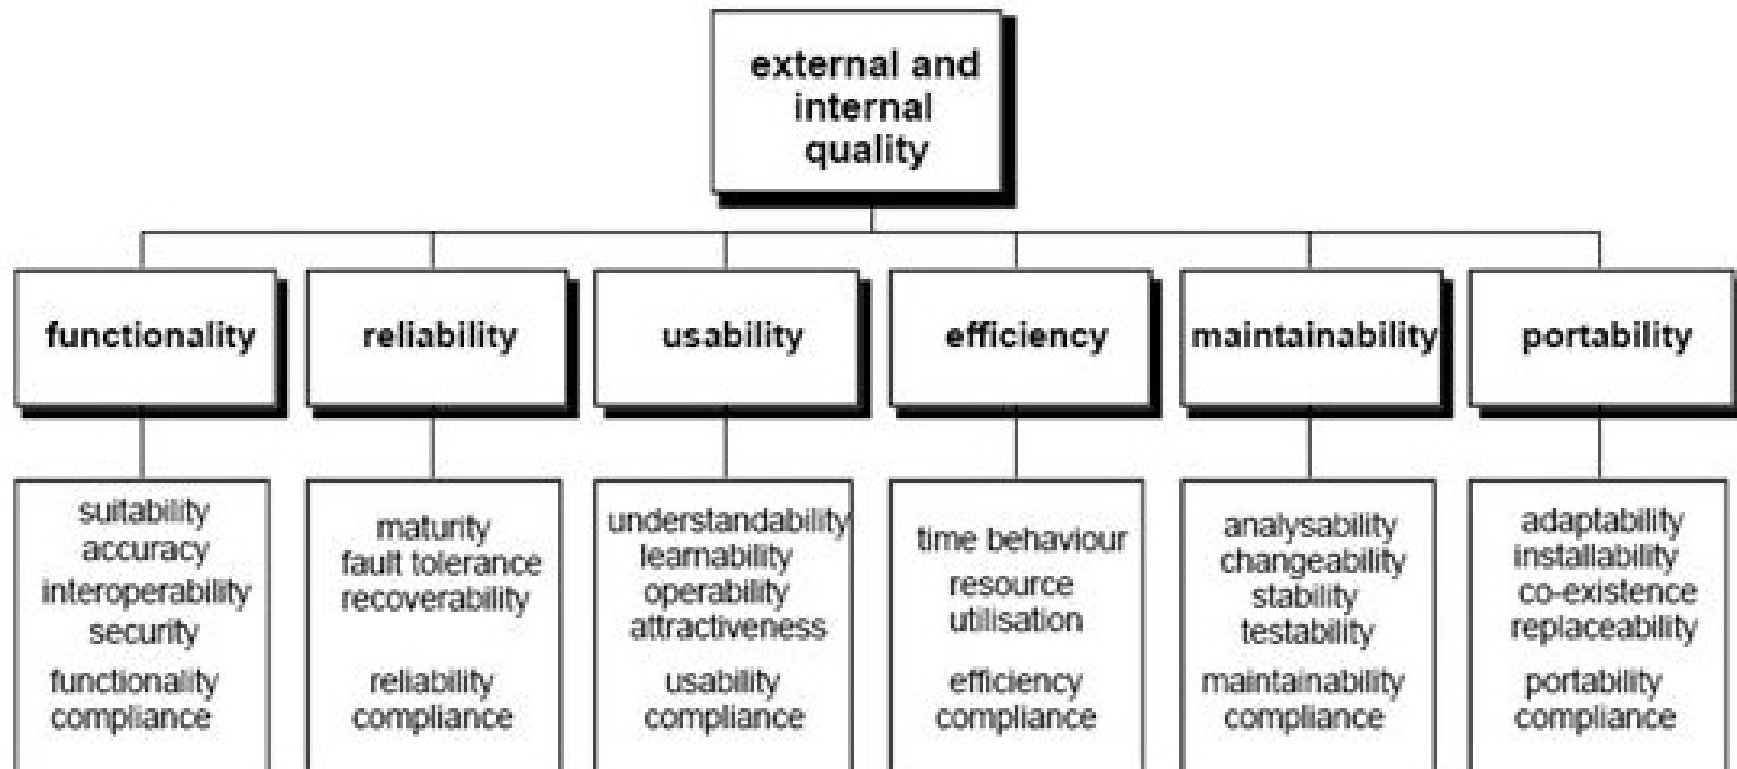 external and
internal
quality
functionality
reliability
usability
efficiency
maintainability
portability
suitability
accuracy
interoperability
security
functionality
compliance
maturity
fault tolerance
recoverability
reliability
compliance
understandability
learnability
operability
attractiveness
usability
compliance
time behaviour
resource
utilisation
efficiency
compliance
analysability
changeability
stability
testability
maintainability
compliance
adaptability
installability
co-existence
replaceability
portability
compliance